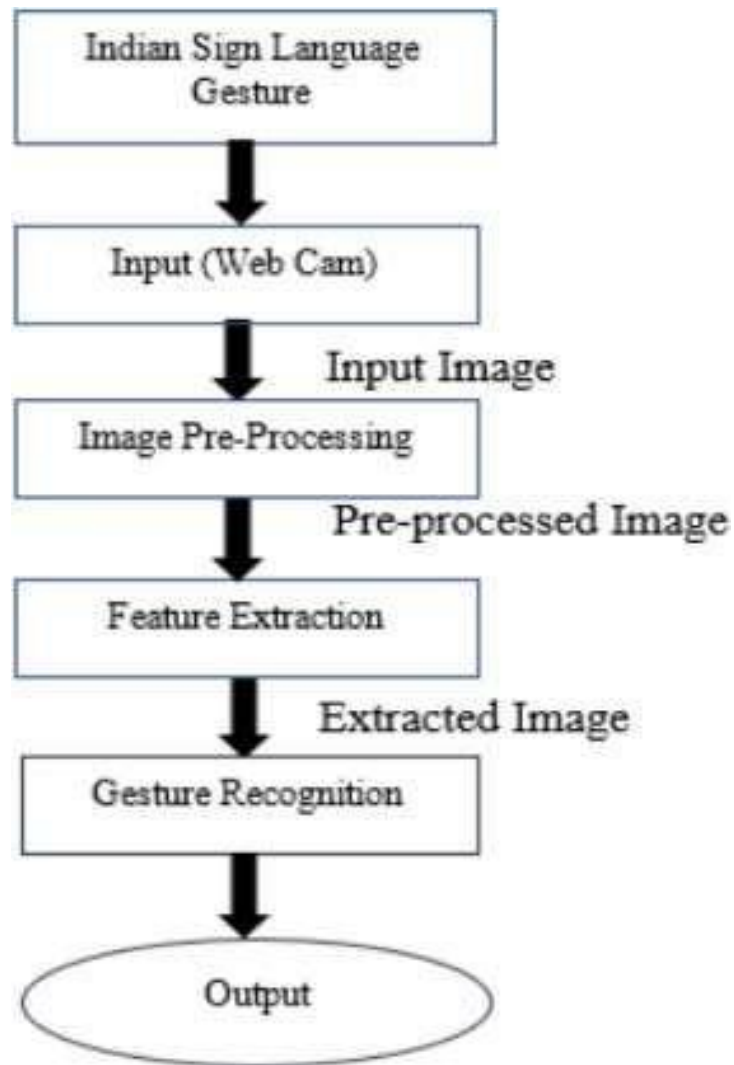 Indian Sign Language
Gesture
Input (Web Cam)
Input Image
Image Pre-Processing
Pre-processed Image
Feature Extraction
Extracted Image
Gesture Recognition
Output